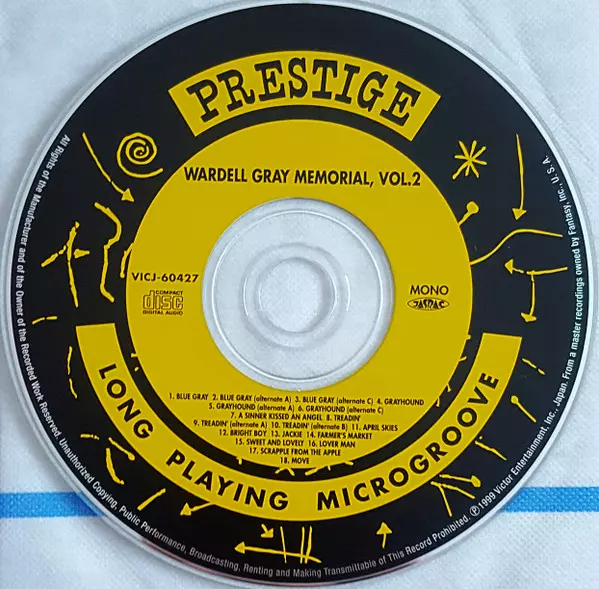 PRESTIGE
WARDELL GRAY MEMORIAL, VOL.2
VICJ-60427
COMPACT
disc
DIGITAL AUDIO
MONO
JASRAC
1. BLUE GRAY 2. BLUE GRAY (alternate A) 3. BLUE GRAY (alternate C) 4. GRAYHOUND
5. GRAYHOUND (alternate A) 6. GRAYHOUND (alternate C)
7. A SINNER KISSED AN ANGEL 8. TREADIN'
9. TREADIN' (alternate A) 10. TREADIN' (alternate B) 11. APRIL SKIES
12. BRIGHT BOY 13. JACKIE 14. FARMER'S MARKET
15. SWEET AND LOVELY 16. LOVER MAN
17. SCRAPPLE FROM THE APPLE
18. MOVE
LONG PLAYING MICROGROOVE
All Rights of the Manufacturer and of the Owner of the Recorded Work Reserved. Unauthorized Copying, Public Performance, Broadcasting, Renting and Making Transmittable of This Record Prohibited. ℗1999 Victor Entertainment, Inc., Japan. From a master recordings owned by Fantasy, Inc., U.S.A.